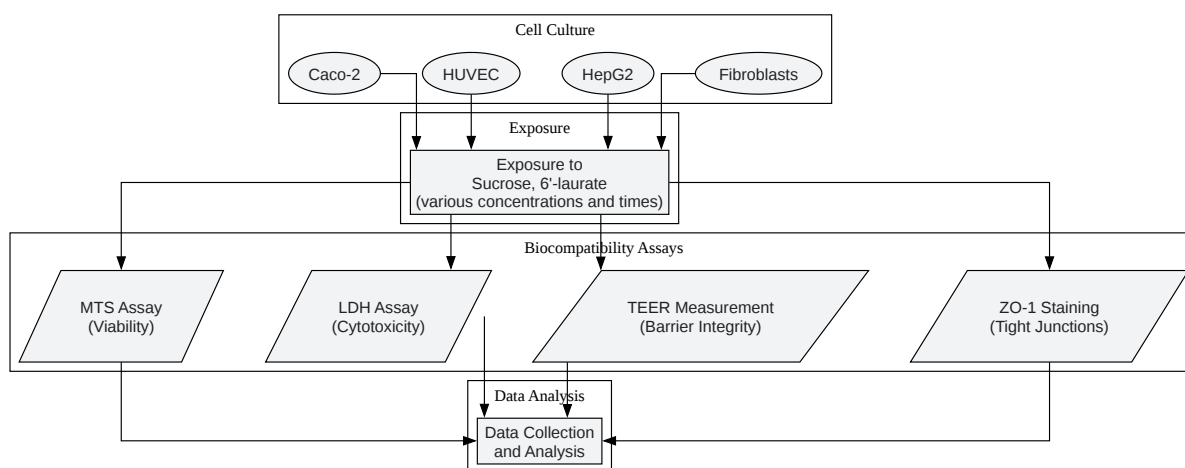 Cell Culture
Caco-2
HUVEC
HepG2
Fibroblasts
Exposure
Exposure to
Sucrose, 6'-laurate
(various concentrations and times)
Biocompatibility Assays
MTS Assay
(Viability)
LDH Assay
(Cytotoxicity)
TEER Measurement
(Barrier Integrity)
ZO-1 Staining
(Tight Junctions)
Data Analysis
Data Collection
and Analysis